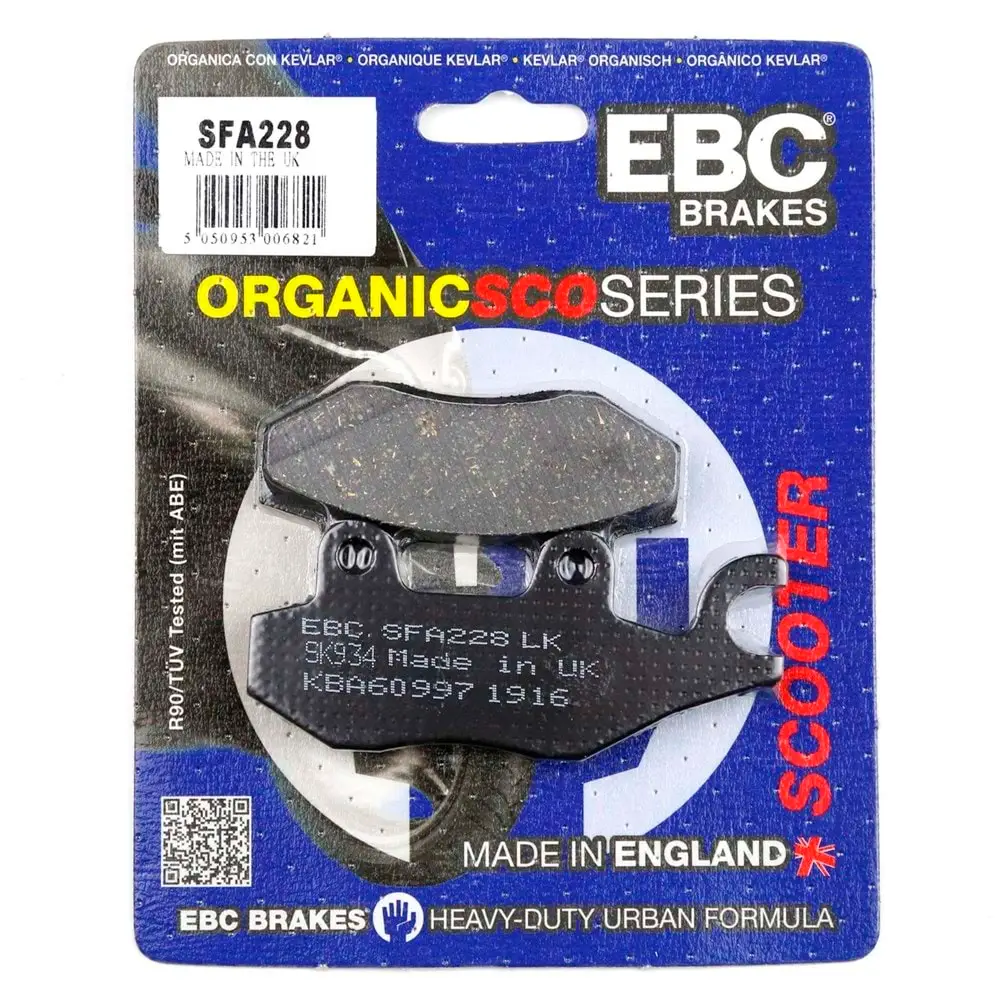 ORGANICA CON KEVLAR® • ORGANIQUE KEVLAR® • KEVLAR® ORGANISCH • ORGÂNICO KEVLAR®
SFA228
MADE IN THE UK
5 050953 006821
EBC®
BRAKES
ORGANICSCOSERIES
R90/TÜV Tested (mit ABE)
SCOOTER
EBC SFA228 LK
9K934 Made in UK
KBA60997 1916
MADE IN ENGLAND
EBC BRAKES HEAVY-DUTY URBAN FORMULA